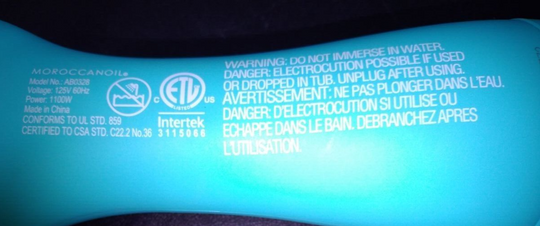 MOROCCANOIL®
Model No.: AB0328
Voltage: 125V 60Hz
Power: 1100W
Made in China
CONFORMS TO UL STD. 859
CERTIFIED TO CSA STD. C22.2 No.36
C ETL US
Intertek
3115066
WARNING: DO NOT IMMERSE IN WATER.
DANGER: ELECTROCUTION POSSIBLE IF USED
OR DROPPED IN TUB. UNPLUG AFTER USING.
AVERTISSEMENT: NE PAS PLONGER DANS L'EAU.
DANGER: D'ELECTROCUTION SI UTILISE OU
ECHAPPE DANS LE BAIN. DEBRANCHEZ APRES
L'UTILISATION.